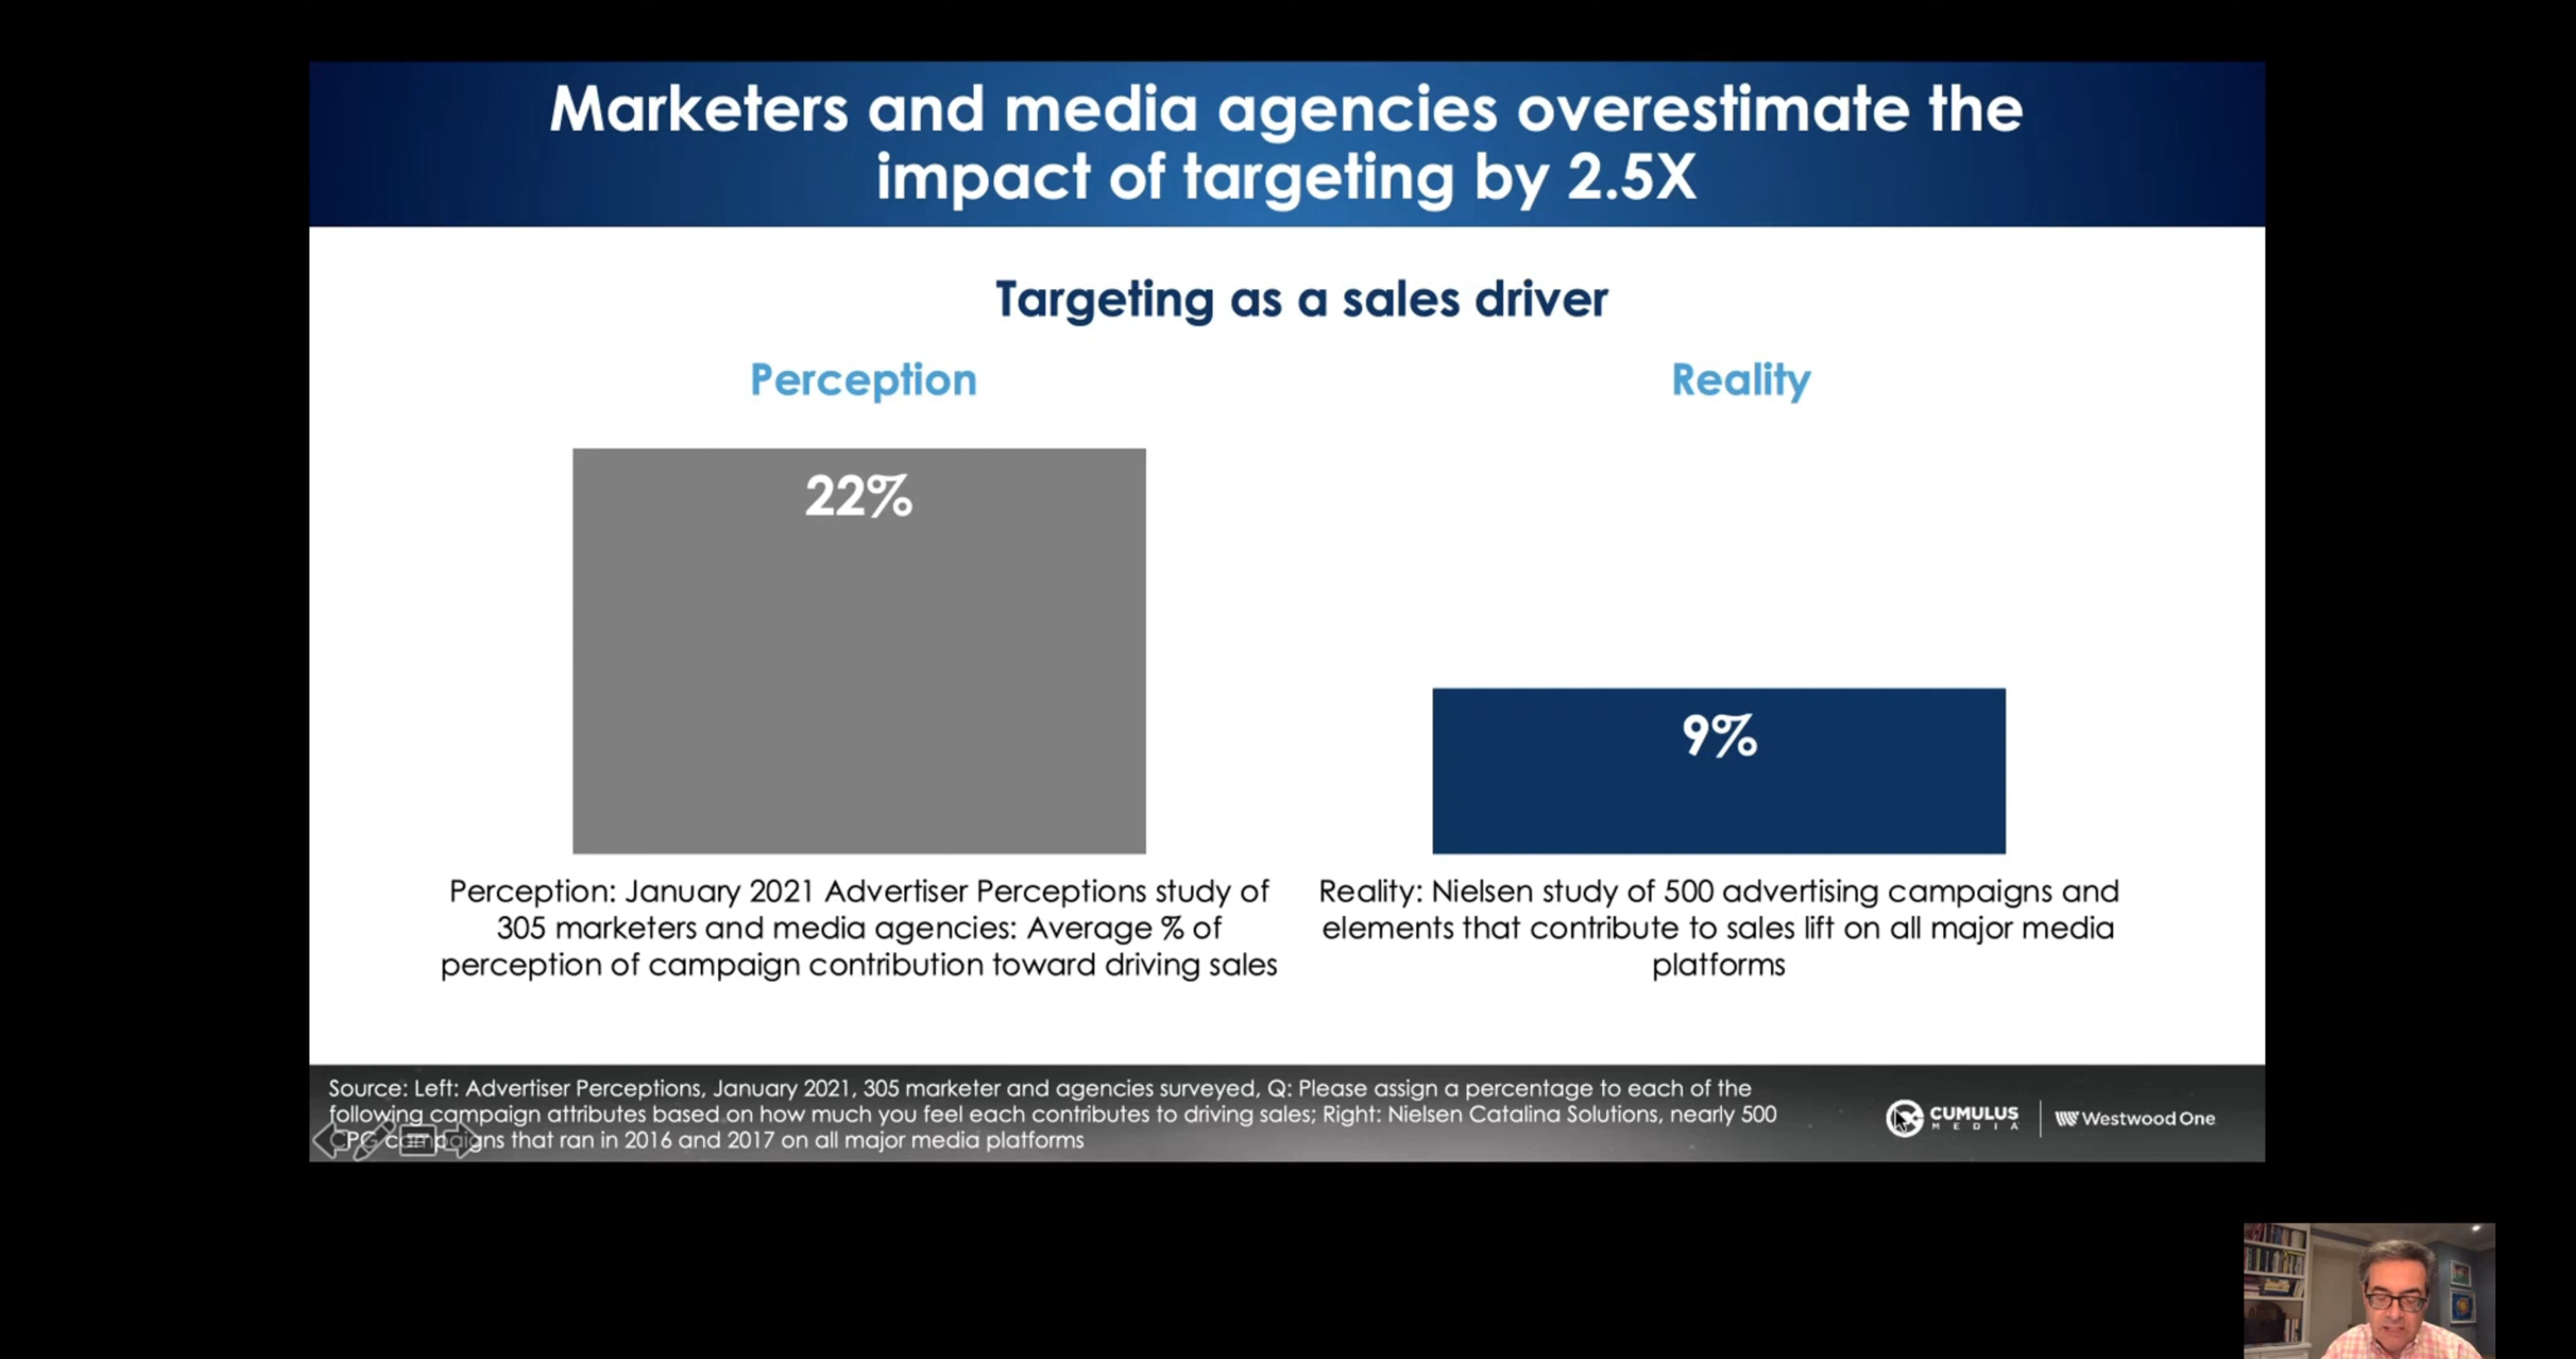 Marketers and media agencies overestimate the
impact of targeting by 2.5X
Targeting as a sales driver
Perception
Reality
22%
9%
Perception: January 2021 Advertiser Perceptions study of
305 marketers and media agencies: Average % of
perception of campaign contribution toward driving sales
Reality: Nielsen study of 500 advertising campaigns and
elements that contribute to sales lift on all major media
platforms
Source: Left: Advertiser Perceptions, January 2021, 305 marketer and agencies surveyed, Q: Please assign a percentage to each of the
following campaign attributes based on how much you feel each contributes to driving sales; Right: Nielsen Catalina Solutions, nearly 500
CPG campaigns that ran in 2016 and 2017 on all major media platforms
CUMULUS
MEDIA
Westwood One